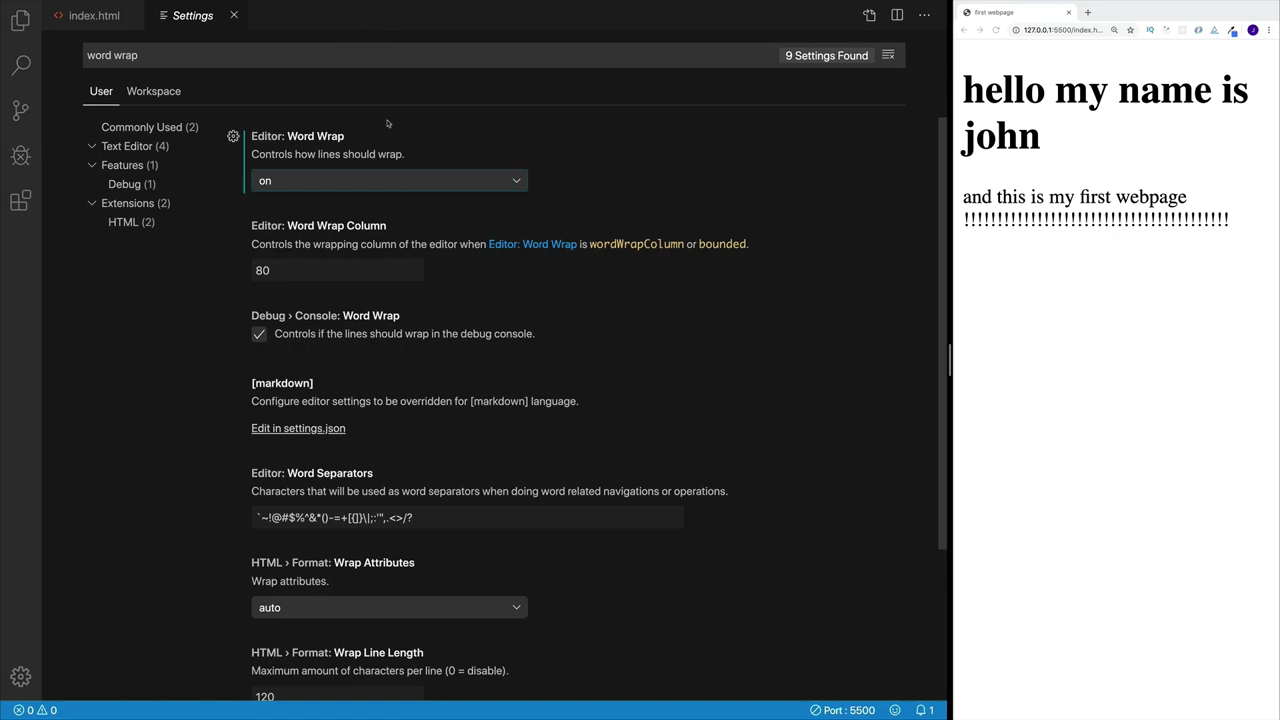 index.html
Settings
word wrap
9 Settings Found
User
Workspace
Commonly Used (2)
Text Editor (4)
Features (1)
Debug (1)
Extensions (2)
HTML (2)
Editor: Word Wrap
Controls how lines should wrap.
on
Editor: Word Wrap Column
Controls the wrapping column of the editor when Editor: Word Wrap is wordWrapColumn or bounded.
80
Debug › Console: Word Wrap
Controls if the lines should wrap in the debug console.
[markdown]
Configure editor settings to be overridden for [markdown] language.
Edit in settings.json
Editor: Word Separators
Characters that will be used as word separators when doing word related navigations or operations.
`~!@#$%^&*()-=+[{]}\|;:'",.<>/?
HTML › Format: Wrap Attributes
Wrap attributes.
auto
HTML › Format: Wrap Line Length
Maximum amount of characters per line (0 = disable).
120
0 0
Port : 5500
1
first webpage
127.0.0.1:5500/index.h...
IQ
J
hello my name is
john
and this is my first webpage
!!!!!!!!!!!!!!!!!!!!!!!!!!!!!!!!!!!!!!!!